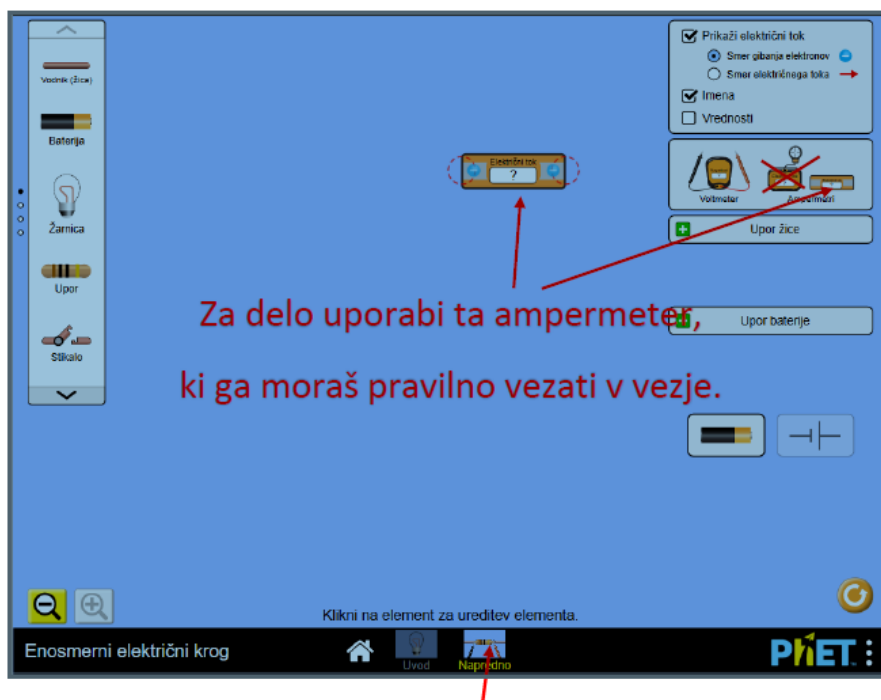 Vodnik (žice)
Baterija
Žarnica
Upor
Stikalo
Električni tok
?
Prikaži električni tok
Smer gibanja elektronov
Smer električnega toka
Imena
Vrednosti
Voltmeter
Ampermetri
Upor žice
Upor baterije
Za delo uporabi ta ampermeter,
ki ga moraš pravilno vezati v vezje.
Klikni na element za ureditev elementa.
Enosmerni električni krog
Uvod
Napredno
PhET